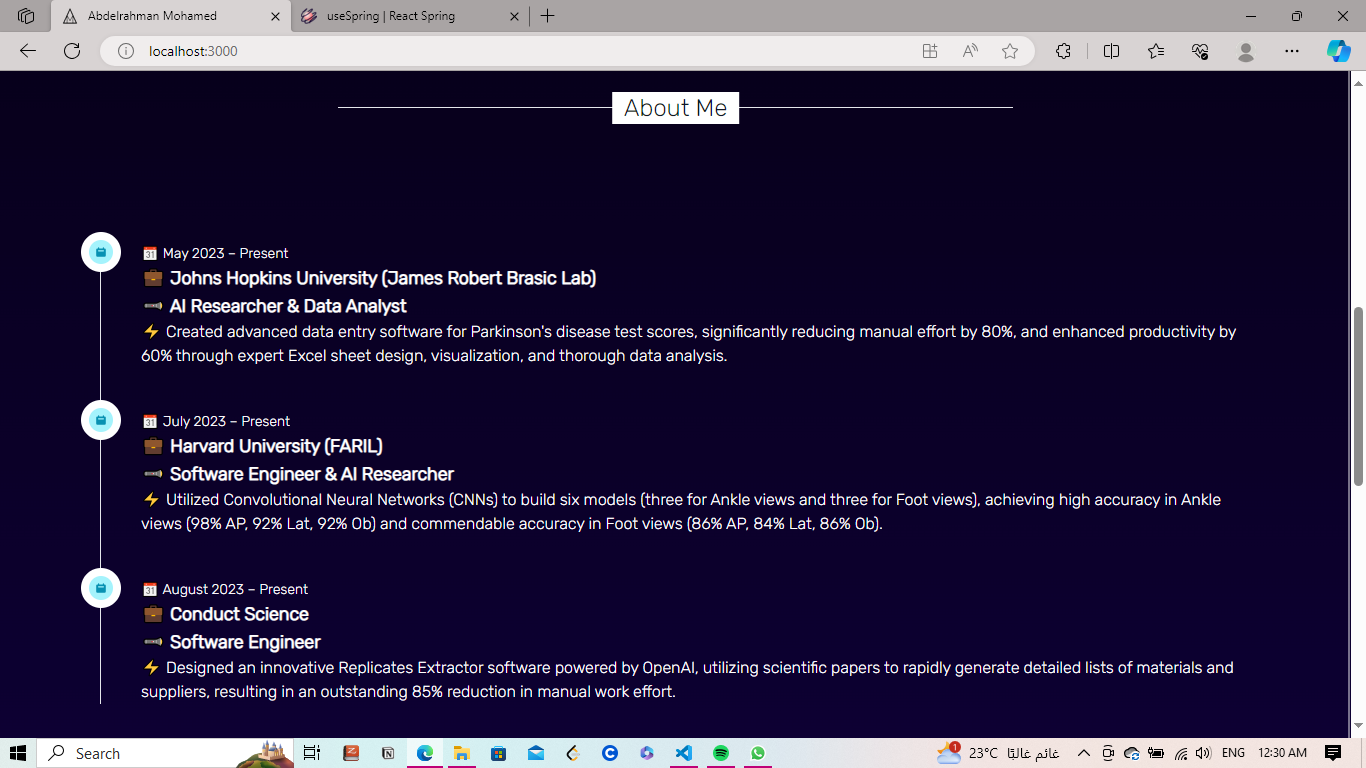 Abdelrahman Mohamed
useSpring | React Spring
localhost:3000
About Me
May 2023 – Present
Johns Hopkins University (James Robert Brasic Lab)
AI Researcher & Data Analyst
Created advanced data entry software for Parkinson's disease test scores, significantly reducing manual effort by 80%, and enhanced productivity by
60% through expert Excel sheet design, visualization, and thorough data analysis.
July 2023 – Present
Harvard University (FARIL)
Software Engineer & AI Researcher
Utilized Convolutional Neural Networks (CNNs) to build six models (three for Ankle views and three for Foot views), achieving high accuracy in Ankle
views (98% AP, 92% Lat, 92% Ob) and commendable accuracy in Foot views (86% AP, 84% Lat, 86% Ob).
August 2023 – Present
Conduct Science
Software Engineer
Designed an innovative Replicates Extractor software powered by OpenAI, utilizing scientific papers to rapidly generate detailed lists of materials and
suppliers, resulting in an outstanding 85% reduction in manual work effort.
Search
1
23°C غائم غالبًا
ENG
12:30 AM